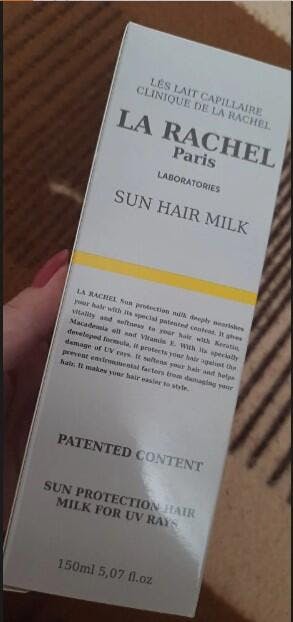 LÉS LAIT CAPILLAIRE
CLINIQUE DE LA RACHEL
LA RACHEL
Paris
LABORATORIES
SUN HAIR MILK
LA RACHEL Sun protection milk deeply nourishes
your hair with its special patented content. It gives
vitality and softness to your hair with Keratin,
Macademia oil and Vitamin E. With its specially
developed formula, it protects your hair against the
damage of UV rays. It softens your hair and helps
prevent environmental factors from damaging your
hair. It makes your hair easier to style.
PATENTED CONTENT
SUN PROTECTION HAIR
MILK FOR UV RAYS
150ml 5,07 fl.oz